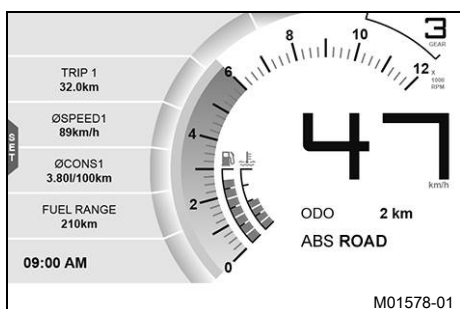 TRIP 1
32.0km
ØSPEED1
89km/h
ØCONS1
3.80l/100km
FUEL RANGE
210km
09:00 AM
SET
0
2
4
6
8
10
12
X
1000
RPM
3
GEAR
47
km/h
ODO 2 km
ABS ROAD
M01578-01